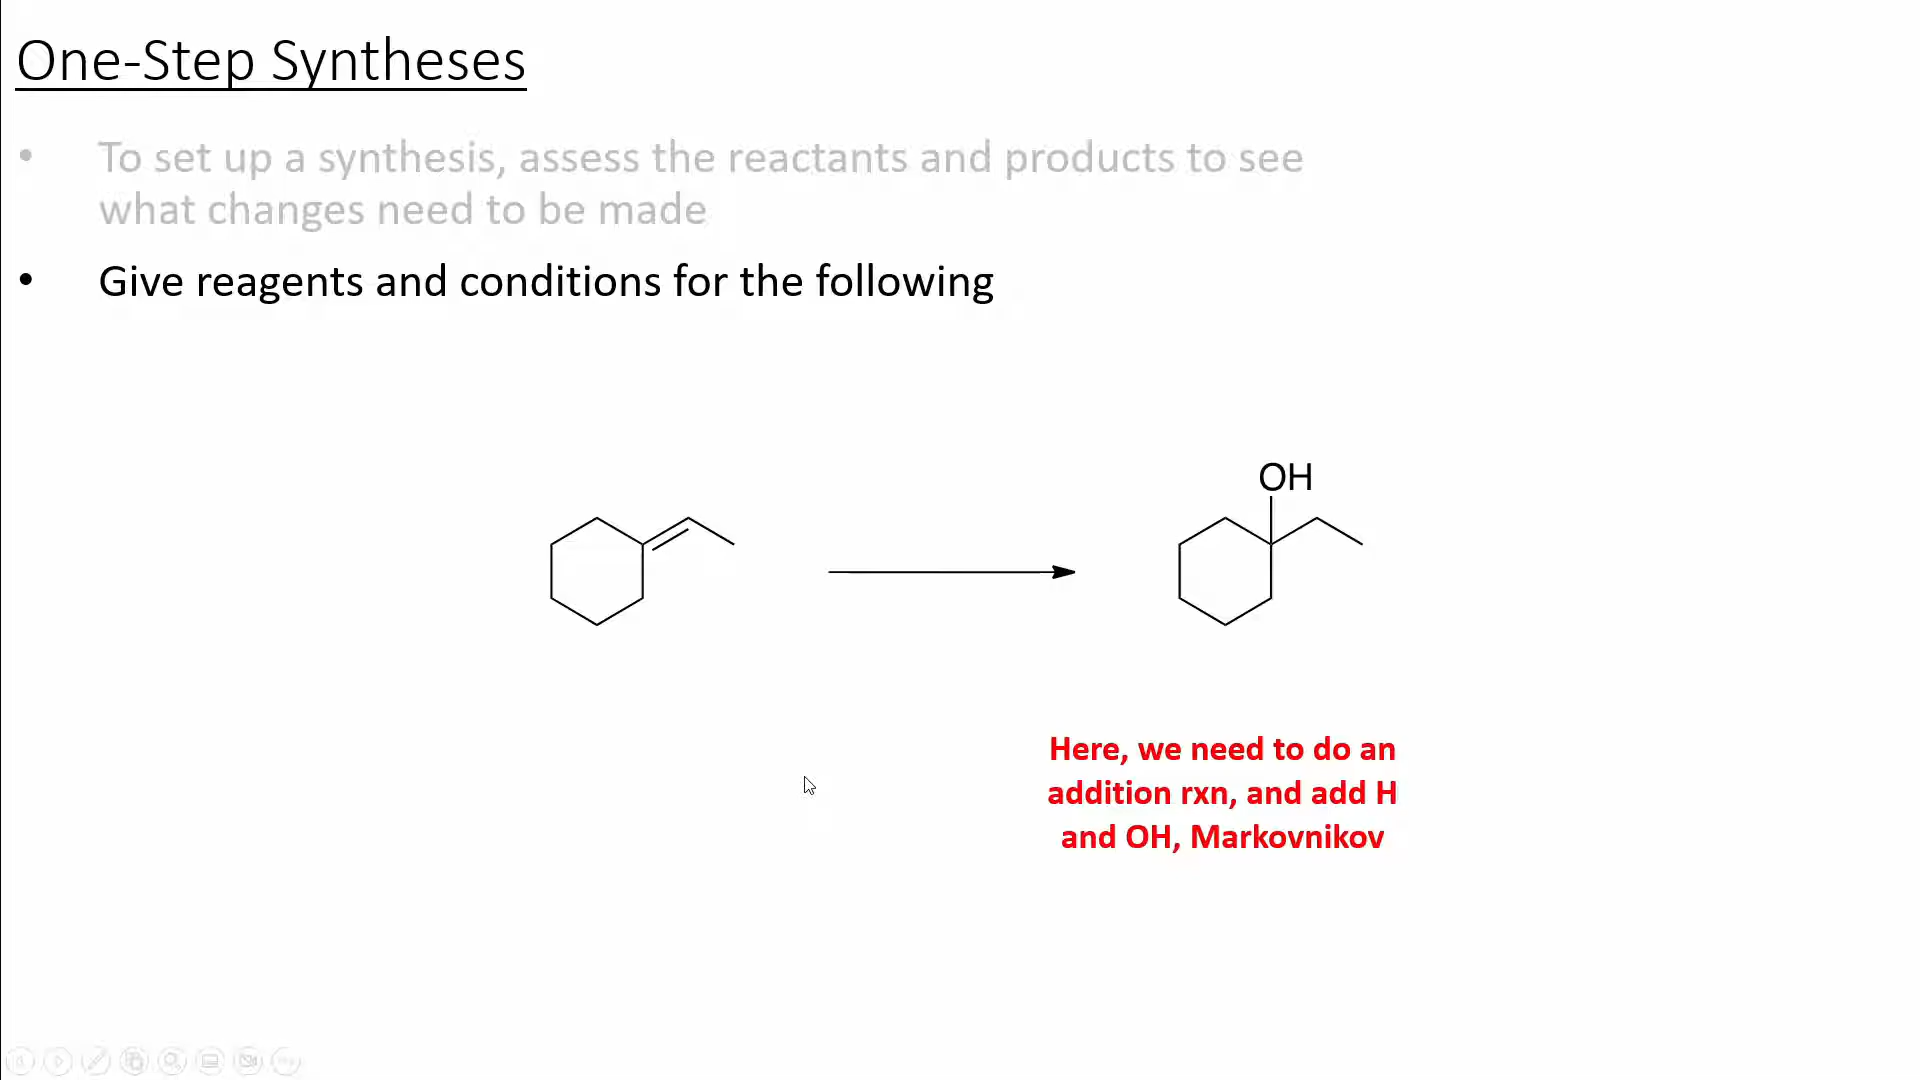 One-Step Syntheses
• To set up a synthesis, assess the reactants and products to see
what changes need to be made
• Give reagents and conditions for the following
OH
Here, we need to do an
addition rxn, and add H
and OH, Markovnikov